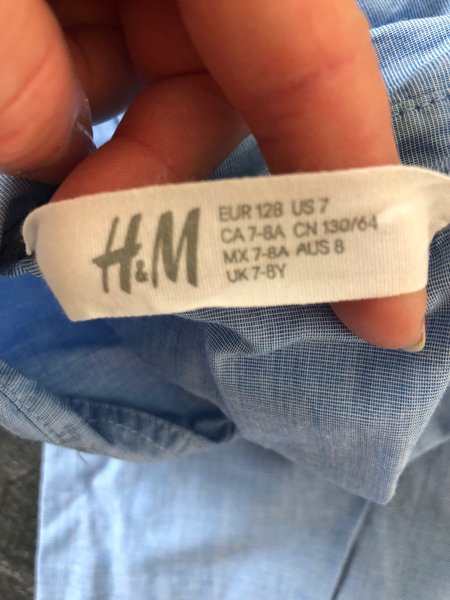 H&M
EUR 128 US 7
CA 7-8A CN 130/64
MX 7-8A AUS 8
UK 7-8Y